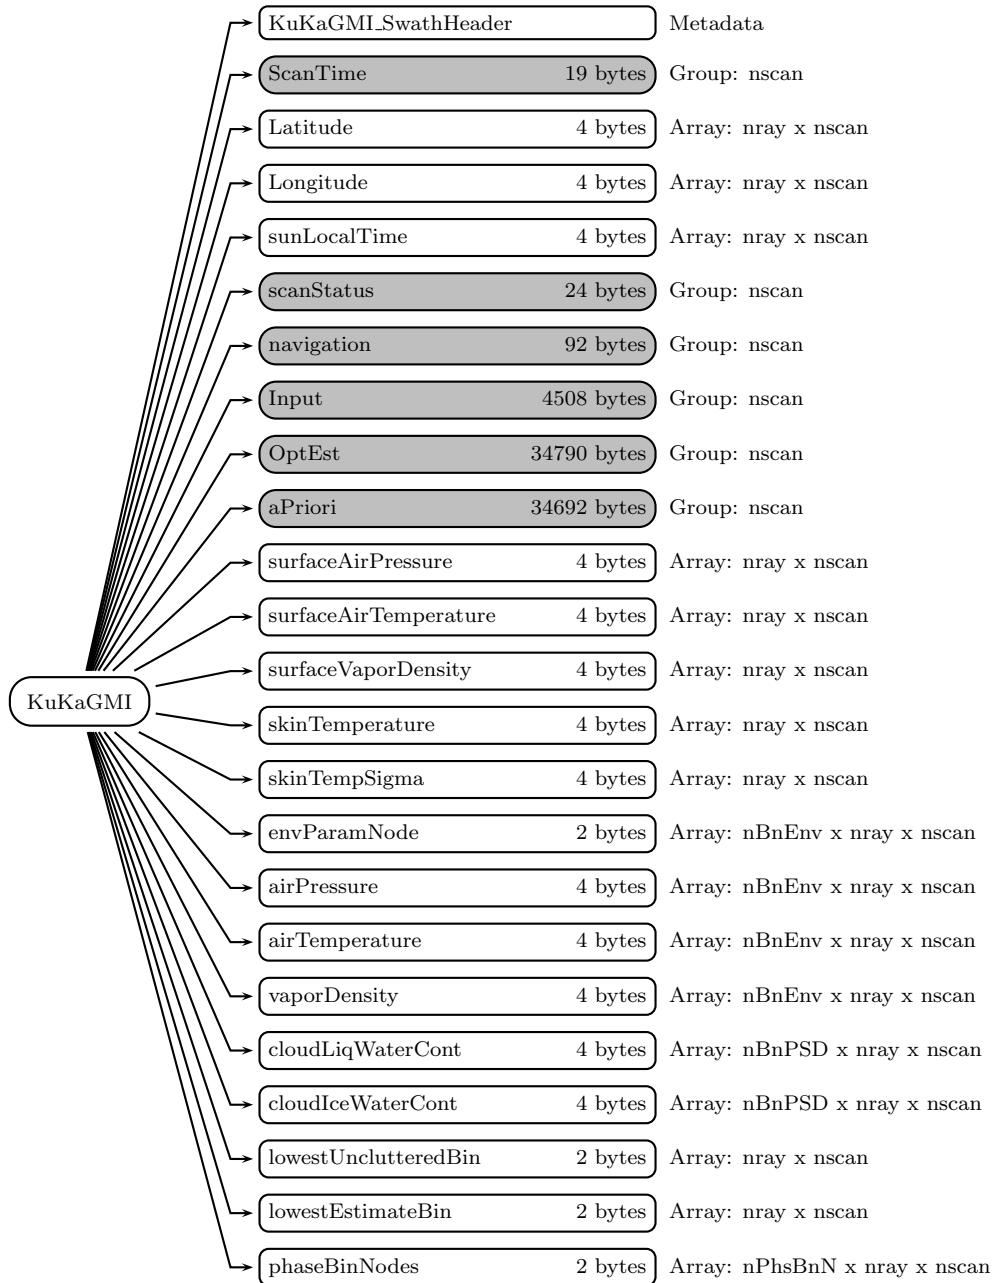 KuKaGMI_SwathHeader Metadata
ScanTime 19 bytes Group: nscan
Latitude 4 bytes Array: nray x nscan
Longitude 4 bytes Array: nray x nscan
sunLocalTime 4 bytes Array: nray x nscan
scanStatus 24 bytes Group: nscan
navigation 92 bytes Group: nscan
Input 4508 bytes Group: nscan
OptEst 34790 bytes Group: nscan
aPriori 34692 bytes Group: nscan
surfaceAirPressure 4 bytes Array: nray x nscan
surfaceAirTemperature 4 bytes Array: nray x nscan
surfaceVaporDensity 4 bytes Array: nray x nscan
KuKaGMI
skinTemperature 4 bytes Array: nray x nscan
skinTempSigma 4 bytes Array: nray x nscan
envParamNode 2 bytes Array: nBnEnv x nray x nscan
airPressure 4 bytes Array: nBnEnv x nray x nscan
airTemperature 4 bytes Array: nBnEnv x nray x nscan
vaporDensity 4 bytes Array: nBnEnv x nray x nscan
cloudLiqWaterCont 4 bytes Array: nBnPSD x nray x nscan
cloudIceWaterCont 4 bytes Array: nBnPSD x nray x nscan
lowestUnclutteredBin 2 bytes Array: nray x nscan
lowestEstimateBin 2 bytes Array: nray x nscan
phaseBinNodes 2 bytes Array: nPhsBnN x nray x nscan